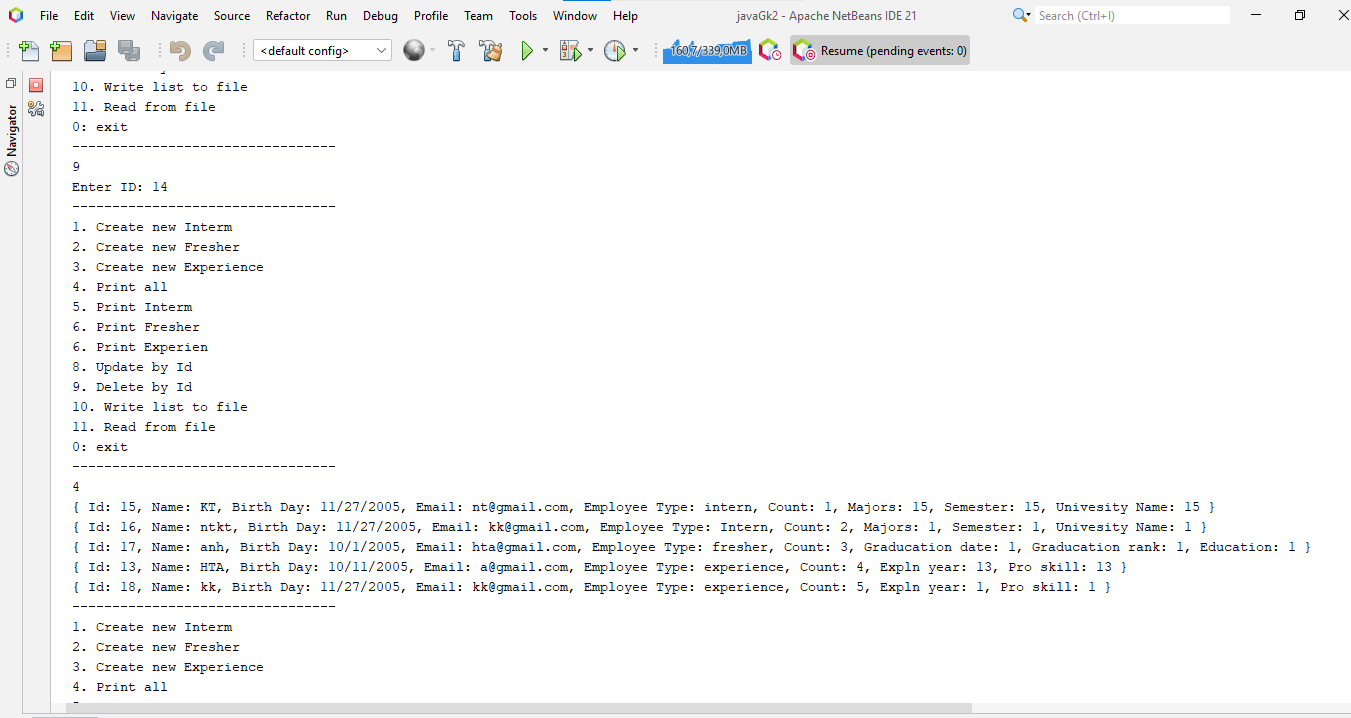 File Edit View Navigate Source Refactor Run Debug Profile Team Tools Window Help javaGk2 - Apache NetBeans IDE 21 Search (Ctrl+I)
<default config> 160,7/339,0MB Resume (pending events: 0)
Navigator
10. Write list to file
11. Read from file
0: exit
---------------------------------
9
Enter ID: 14
---------------------------------
1. Create new Interm
2. Create new Fresher
3. Create new Experience
4. Print all
5. Print Interm
6. Print Fresher
6. Print Experien
8. Update by Id
9. Delete by Id
10. Write list to file
11. Read from file
0: exit
---------------------------------
4
{ Id: 15, Name: KT, Birth Day: 11/27/2005, Email: nt@gmail.com, Employee Type: intern, Count: 1, Majors: 15, Semester: 15, Univesity Name: 15 }
{ Id: 16, Name: ntkt, Birth Day: 11/27/2005, Email: kk@gmail.com, Employee Type: Intern, Count: 2, Majors: 1, Semester: 1, Univesity Name: 1 }
{ Id: 17, Name: anh, Birth Day: 10/1/2005, Email: hta@gmail.com, Employee Type: fresher, Count: 3, Graducation date: 1, Graducation rank: 1, Education: 1 }
{ Id: 13, Name: HTA, Birth Day: 10/11/2005, Email: a@gmail.com, Employee Type: experience, Count: 4, Expln year: 13, Pro skill: 13 }
{ Id: 18, Name: kk, Birth Day: 11/27/2005, Email: kk@gmail.com, Employee Type: experience, Count: 5, Expln year: 1, Pro skill: 1 }
---------------------------------
1. Create new Interm
2. Create new Fresher
3. Create new Experience
4. Print all